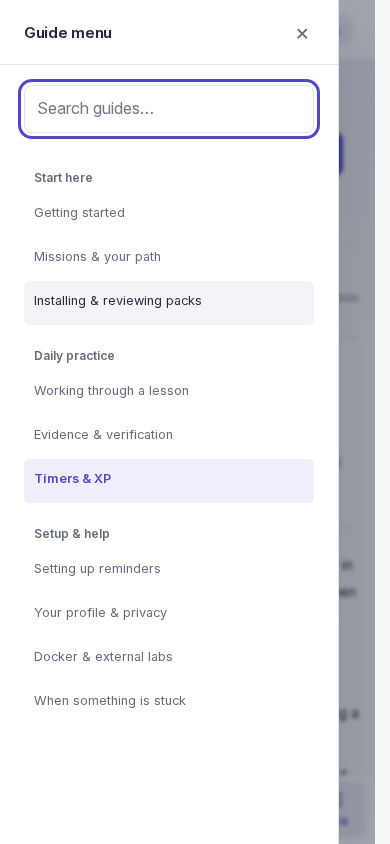 Guide menu
Search guides...
Start here
Getting started
Missions & your path
Installing & reviewing packs
Daily practice
Working through a lesson
Evidence & verification
Timers & XP
Setup & help
Setting up reminders
Your profile & privacy
Docker & external labs
When something is stuck